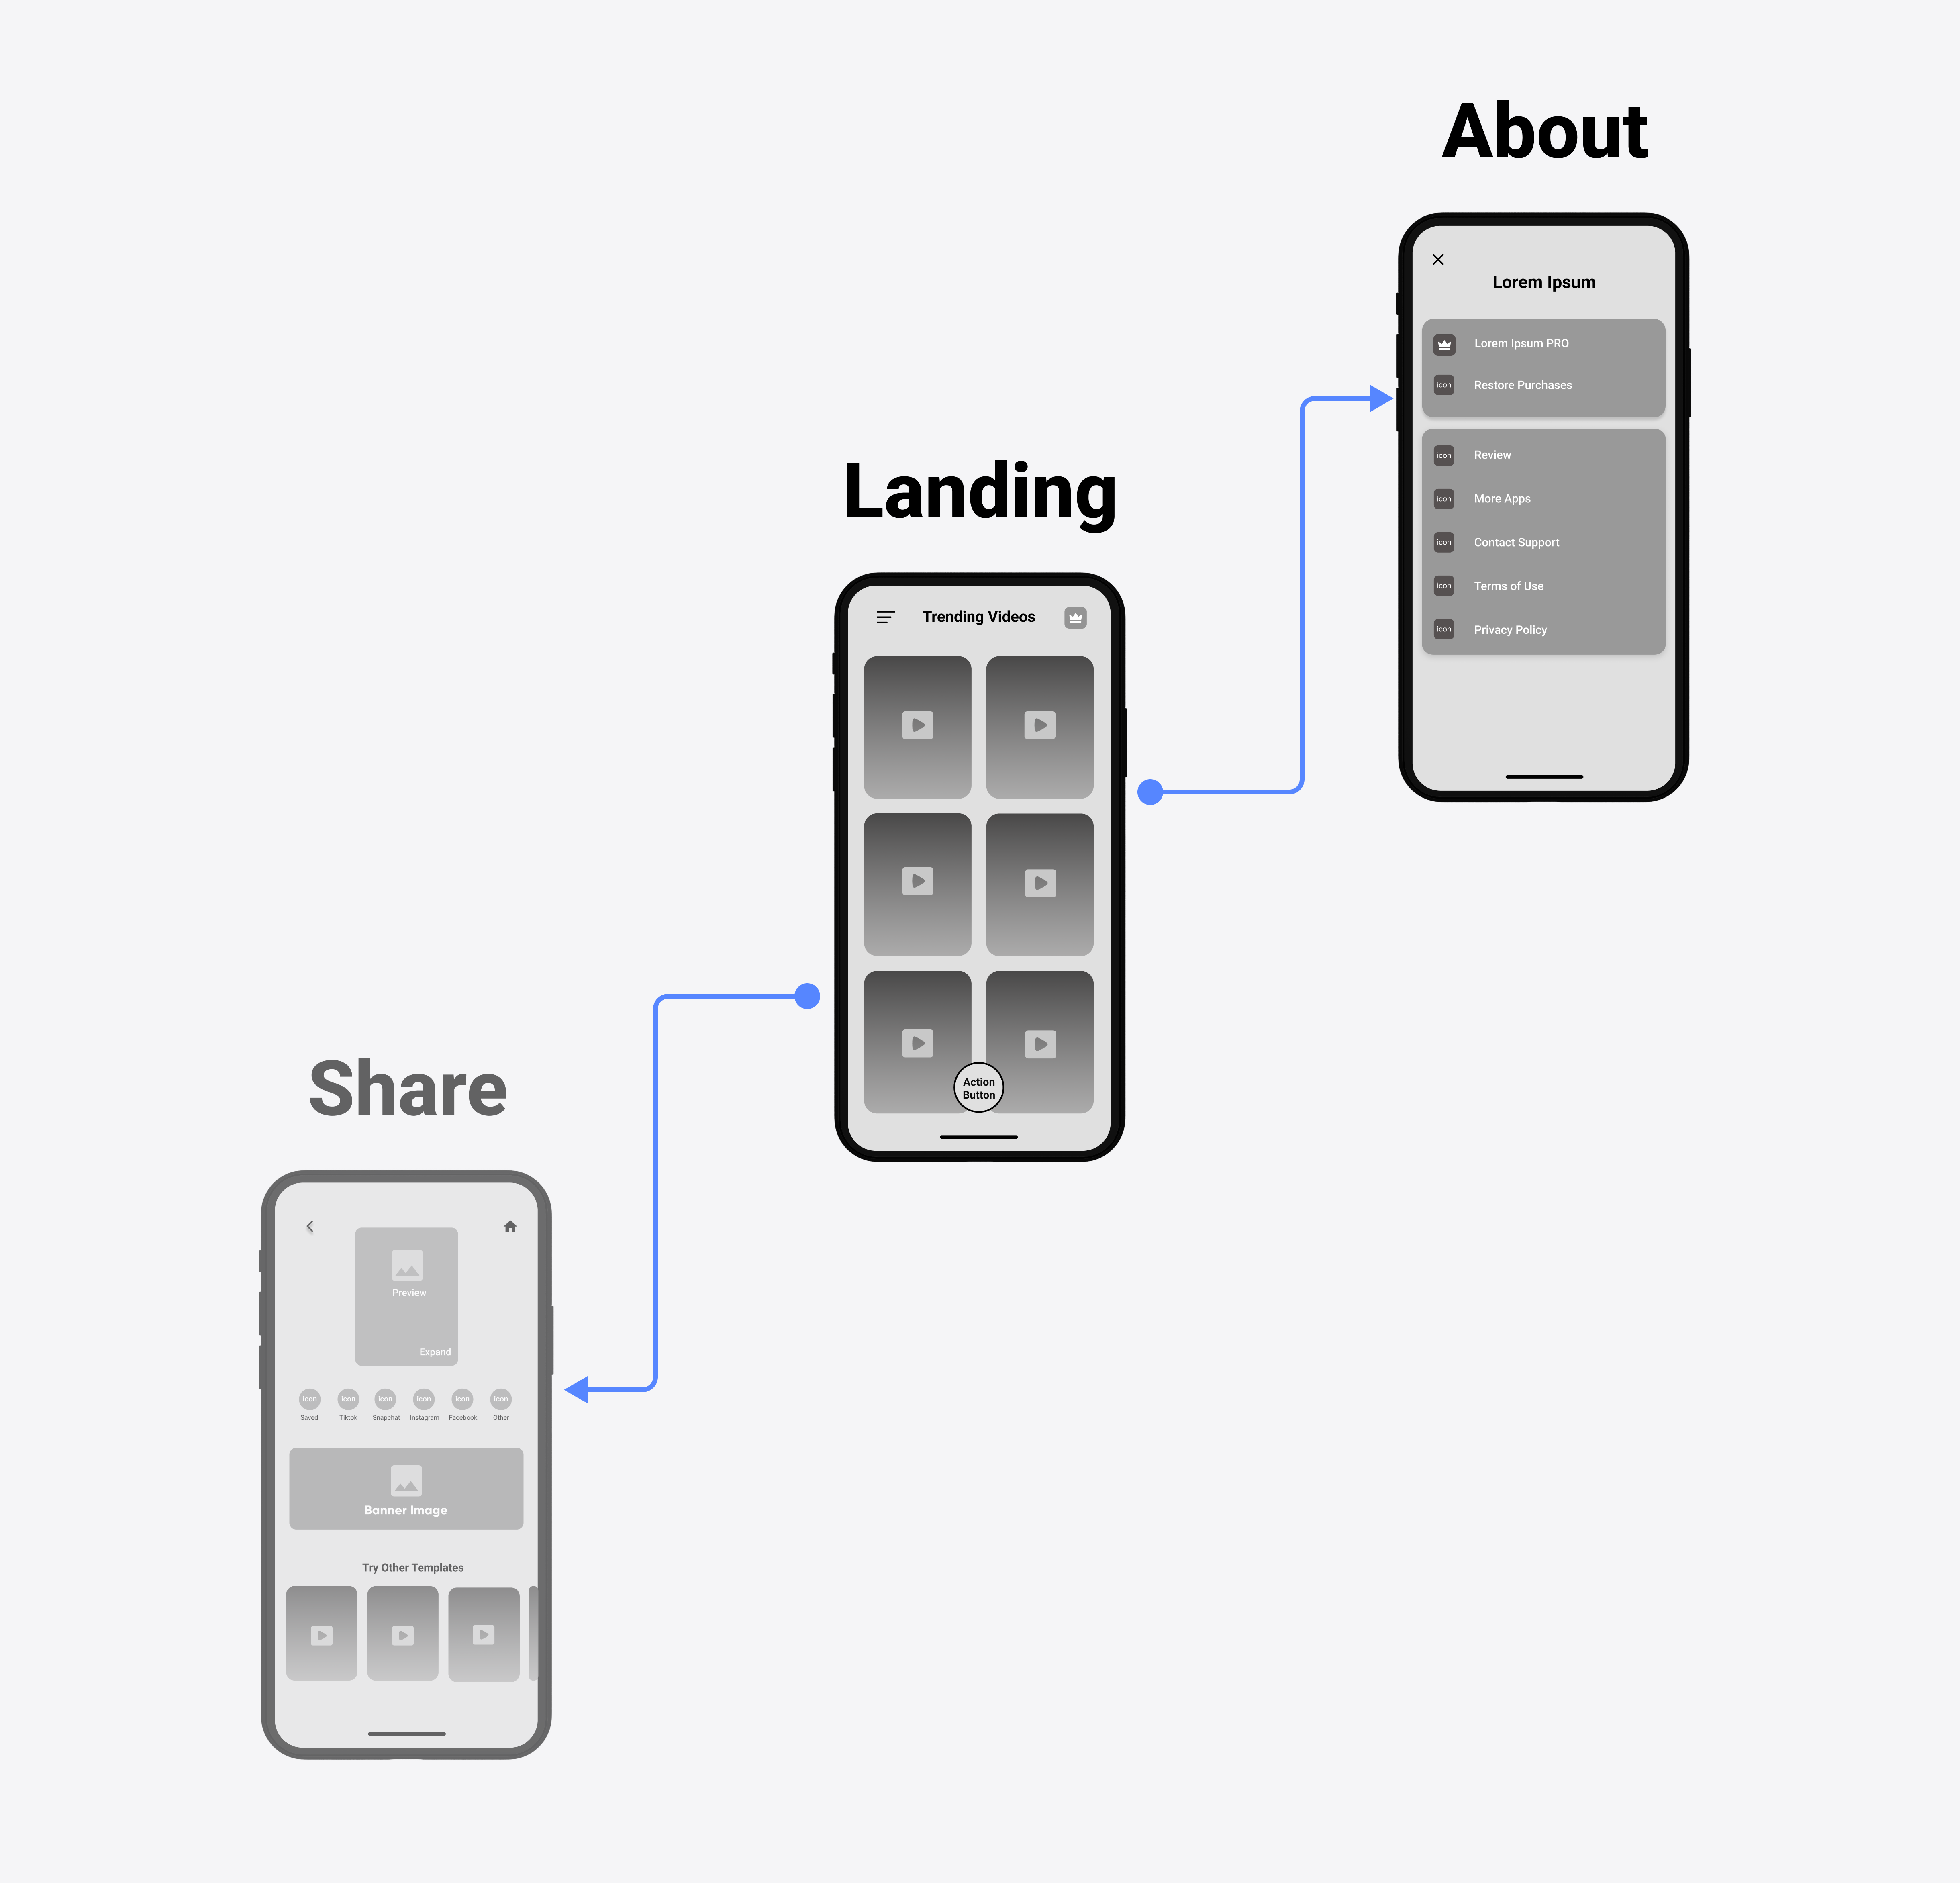 About
Lorem Ipsum
Lorem Ipsum PRO
icon Restore Purchases
icon Review
icon More Apps
icon Contact Support
icon Terms of Use
icon Privacy Policy
Landing
Trending Videos
Action
Button
Share
Preview
Expand
icon icon icon icon icon icon
Saved Tiktok Snapchat Instagram Facebook Other
Banner Image
Try Other Templates